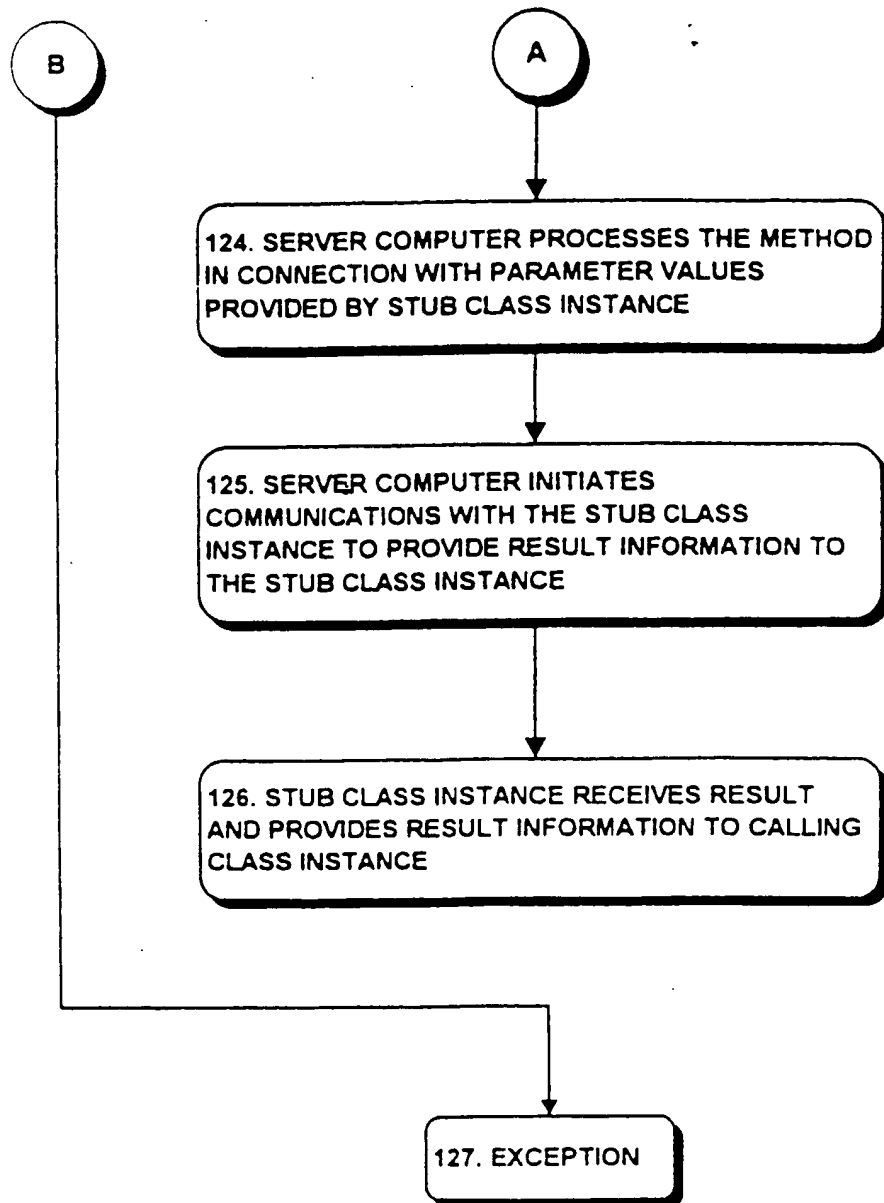 B
A
124. SERVER COMPUTER PROCESSES THE METHOD
IN CONNECTION WITH PARAMETER VALUES
PROVIDED BY STUB CLASS INSTANCE
125. SERVER COMPUTER INITIATES
COMMUNICATIONS WITH THE STUB CLASS
INSTANCE TO PROVIDE RESULT INFORMATION TO
THE STUB CLASS INSTANCE
126. STUB CLASS INSTANCE RECEIVES RESULT
AND PROVIDES RESULT INFORMATION TO CALLING
CLASS INSTANCE
127. EXCEPTION